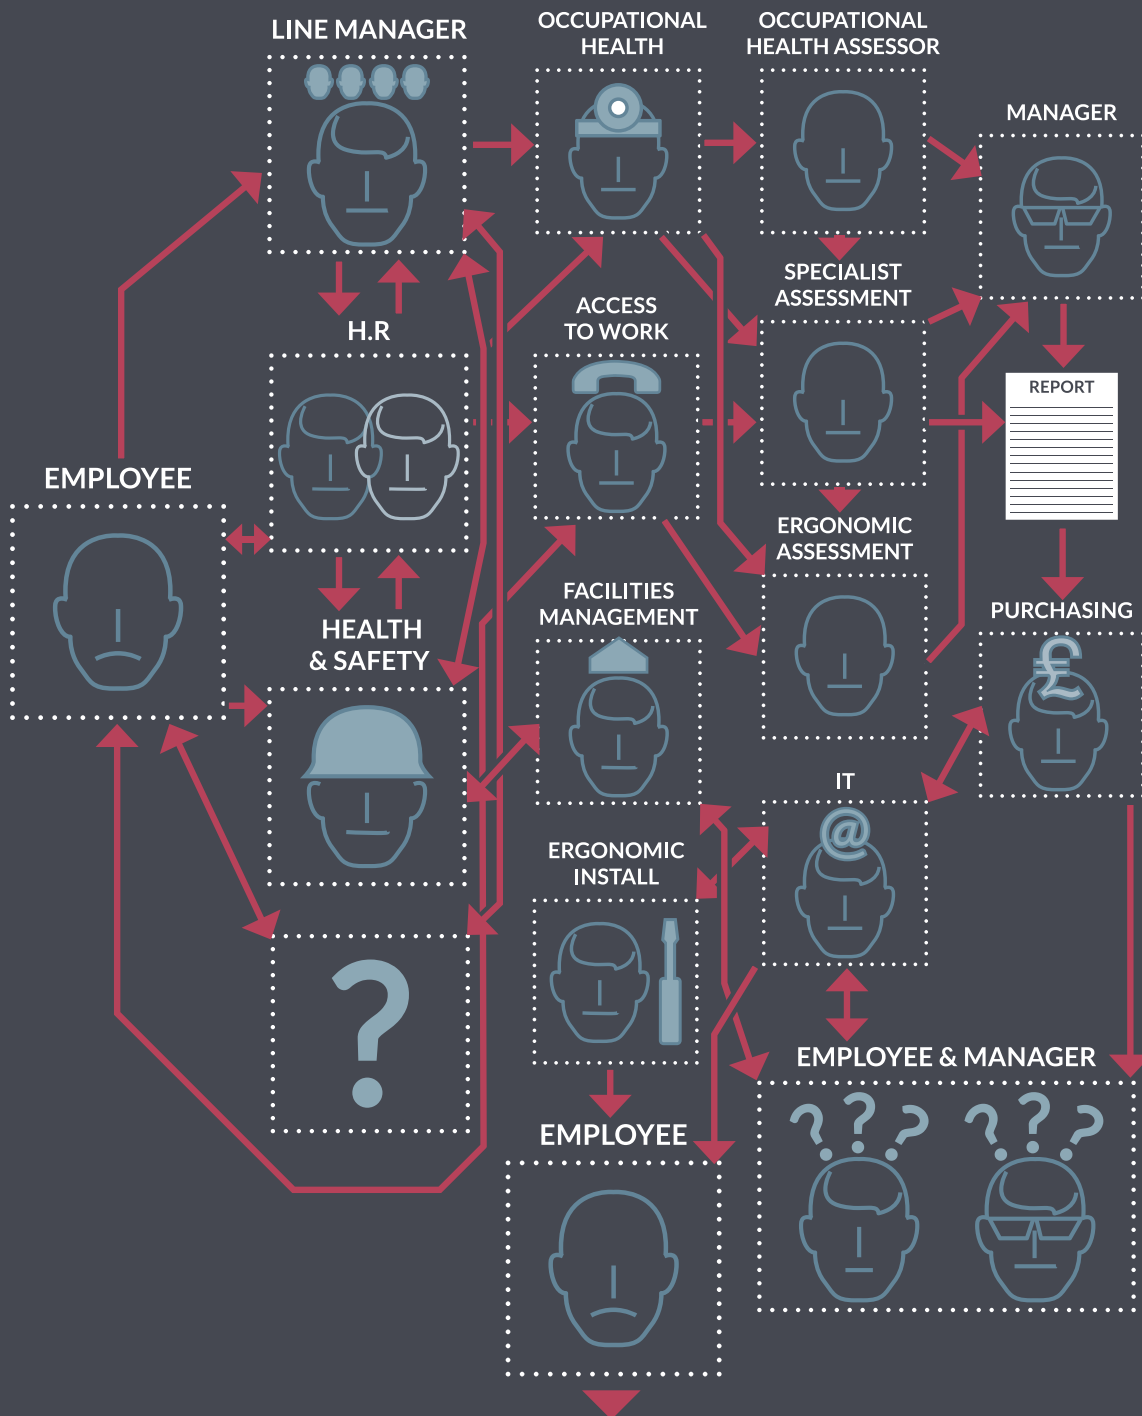 LINE MANAGER
OCCUPATIONAL
HEALTH
OCCUPATIONAL
HEALTH ASSESSOR
MANAGER
H.R
ACCESS
TO WORK
SPECIALIST
ASSESSMENT
REPORT
EMPLOYEE
HEALTH
& SAFETY
FACILITIES
MANAGEMENT
ERGONOMIC
ASSESSMENT
PURCHASING
£
?
ERGONOMIC
INSTALL
IT
@
EMPLOYEE
EMPLOYEE & MANAGER
? ? ? ? ? ?